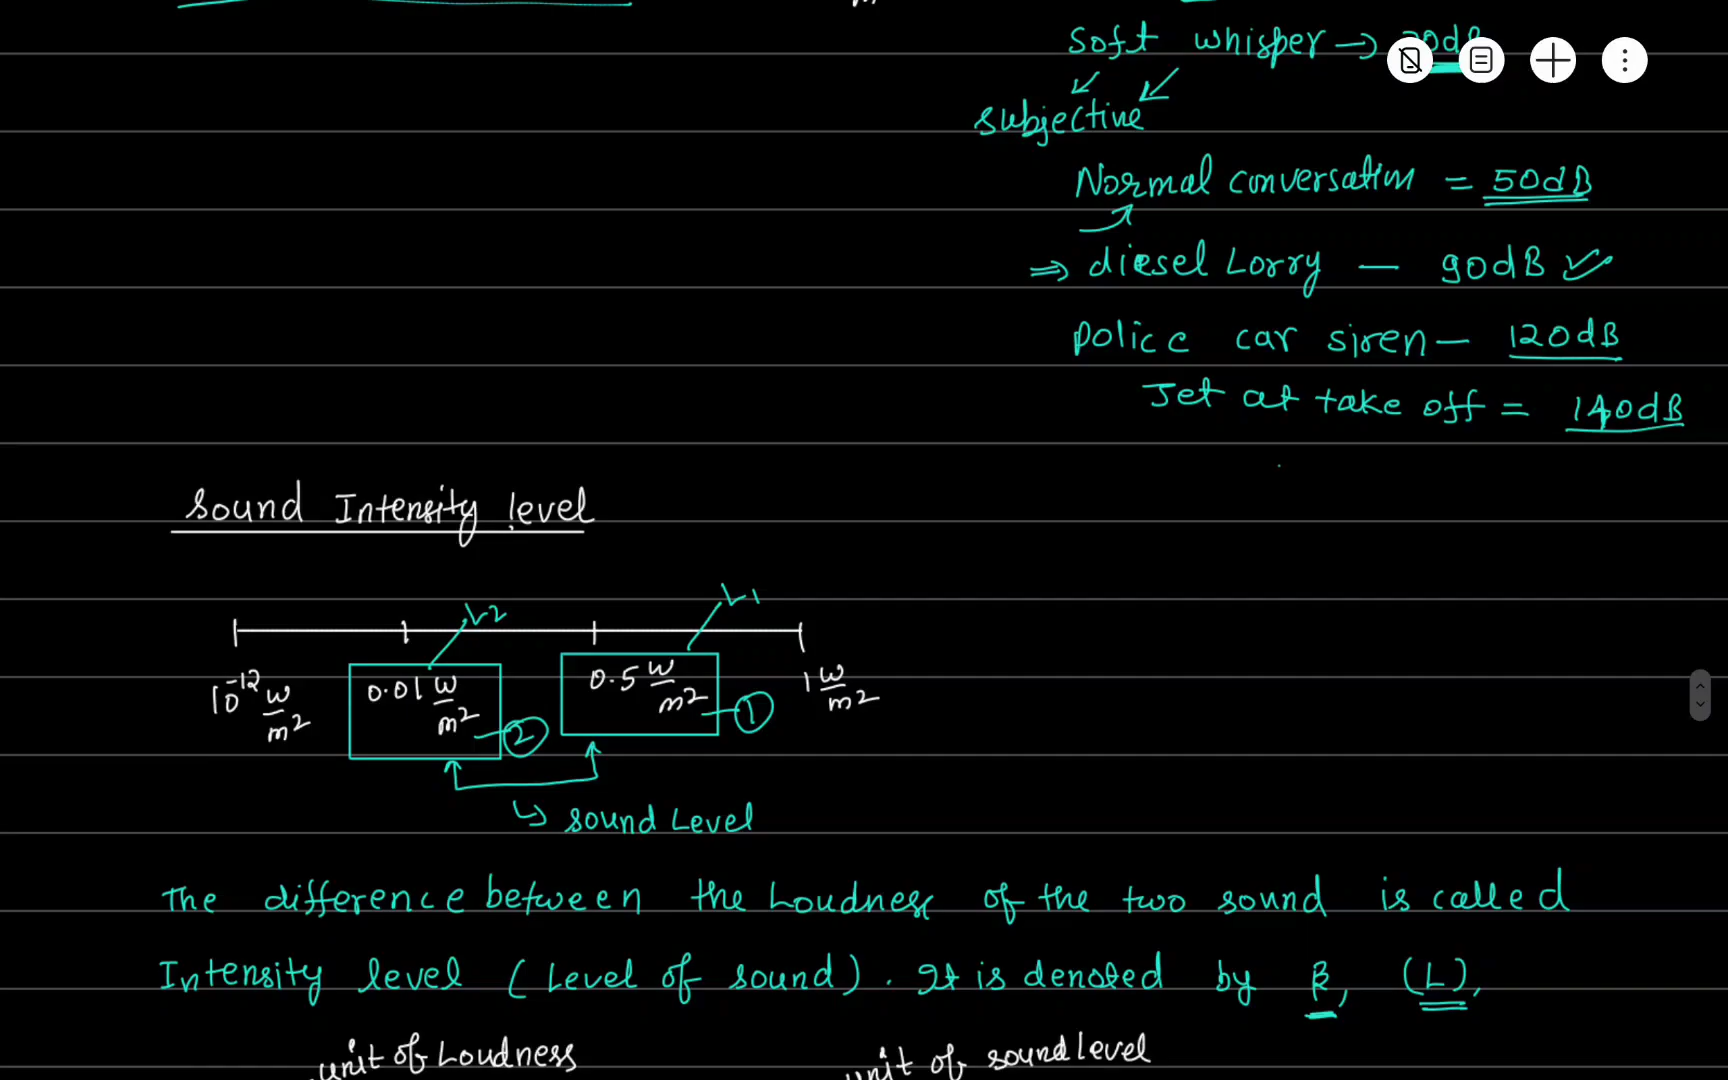 Soft whisper →
subjective
Normal conversation = 50dB
⇒ diesel Lorry — 90dB ✓
police car siren — 120dB
Jet at take off = 140dB
Sound Intensity level
L2 L1
10⁻¹² W/m² 0.01 W/m² 0.5 W/m² 1 W/m²
② ①
↳ sound Level
The difference between the Loudness of the two sound is called
Intensity level (Level of sound). It is denoted by β, (L),
unit of Loudness unit of sound level